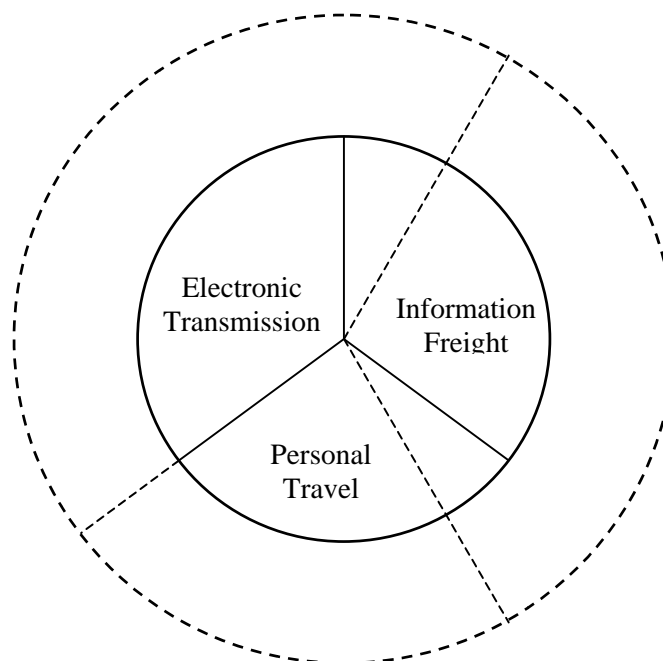 Electronic
Transmission
Information
Freight
Personal
Travel